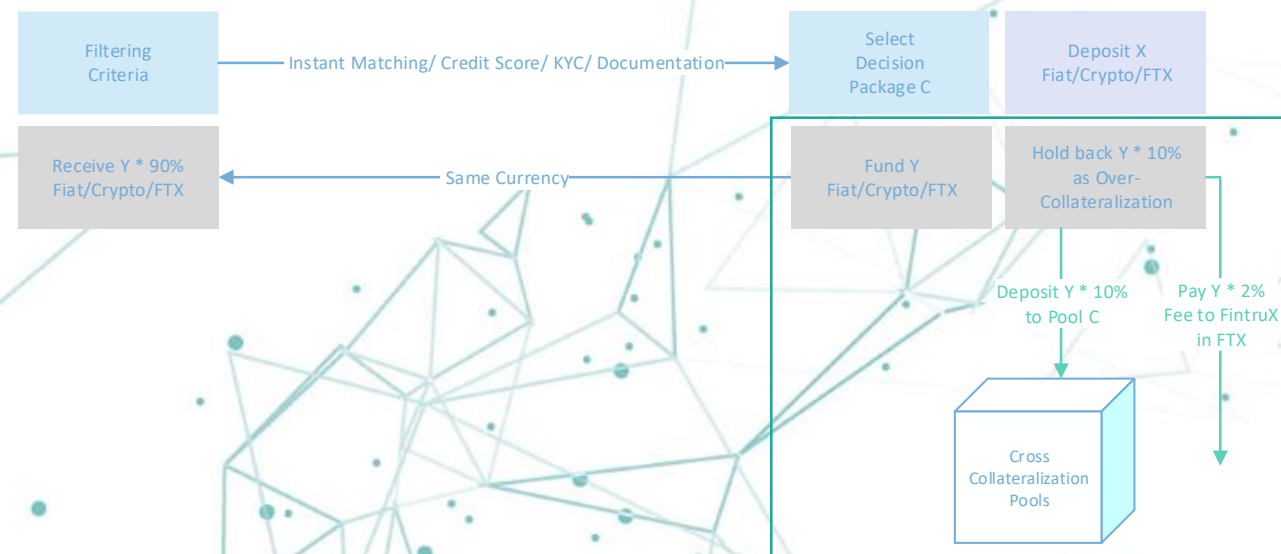 Filtering
Criteria
Instant Matching/ Credit Score/ KYC/ Documentation
Select
Decision
Package C
Deposit X
Fiat/Crypto/FTX
Receive Y * 90%
Fiat/Crypto/FTX
Same Currency
Fund Y
Fiat/Crypto/FTX
Hold back Y * 10%
as Over-
Collateralization
Deposit Y * 10%
to Pool C
Pay Y * 2%
Fee to FintruX
in FTX
Cross
Collateralization
Pools